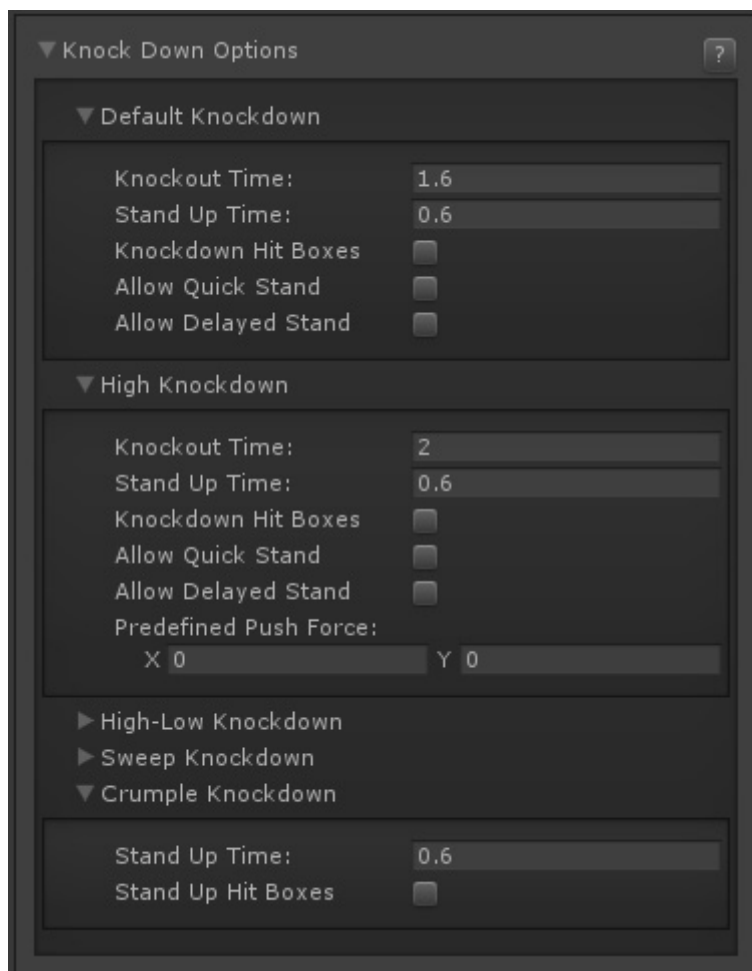 Knock Down Options ?
Default Knockdown
Knockout Time: 1.6
Stand Up Time: 0.6
Knockdown Hit Boxes
Allow Quick Stand
Allow Delayed Stand
High Knockdown
Knockout Time: 2
Stand Up Time: 0.6
Knockdown Hit Boxes
Allow Quick Stand
Allow Delayed Stand
Predefined Push Force:
X 0 Y 0
High-Low Knockdown
Sweep Knockdown
Crumple Knockdown
Stand Up Time: 0.6
Stand Up Hit Boxes